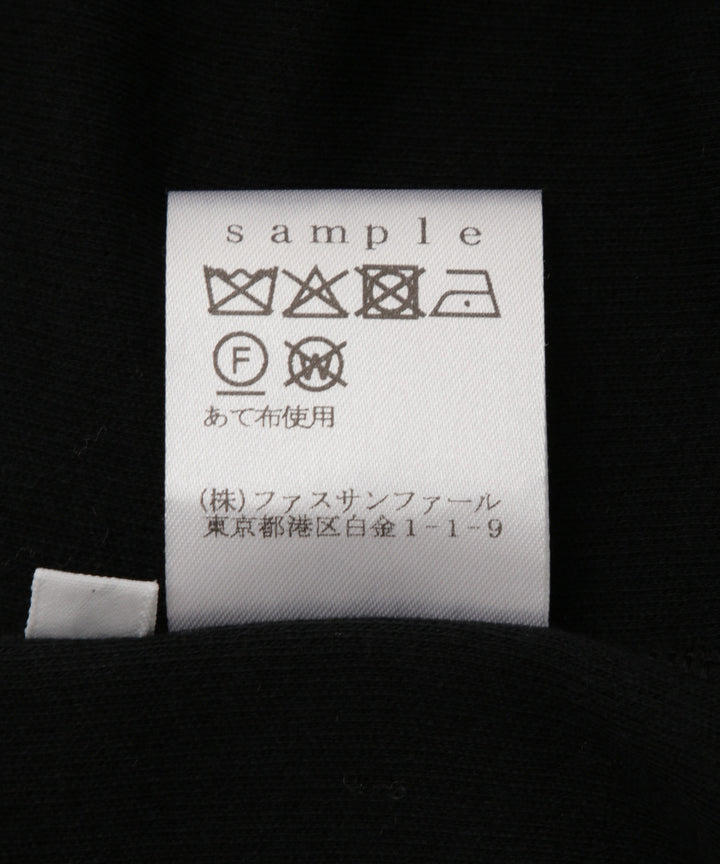 sample
F W
あて布使用
(株)ファスサンファール
東京都港区白金1-1-9